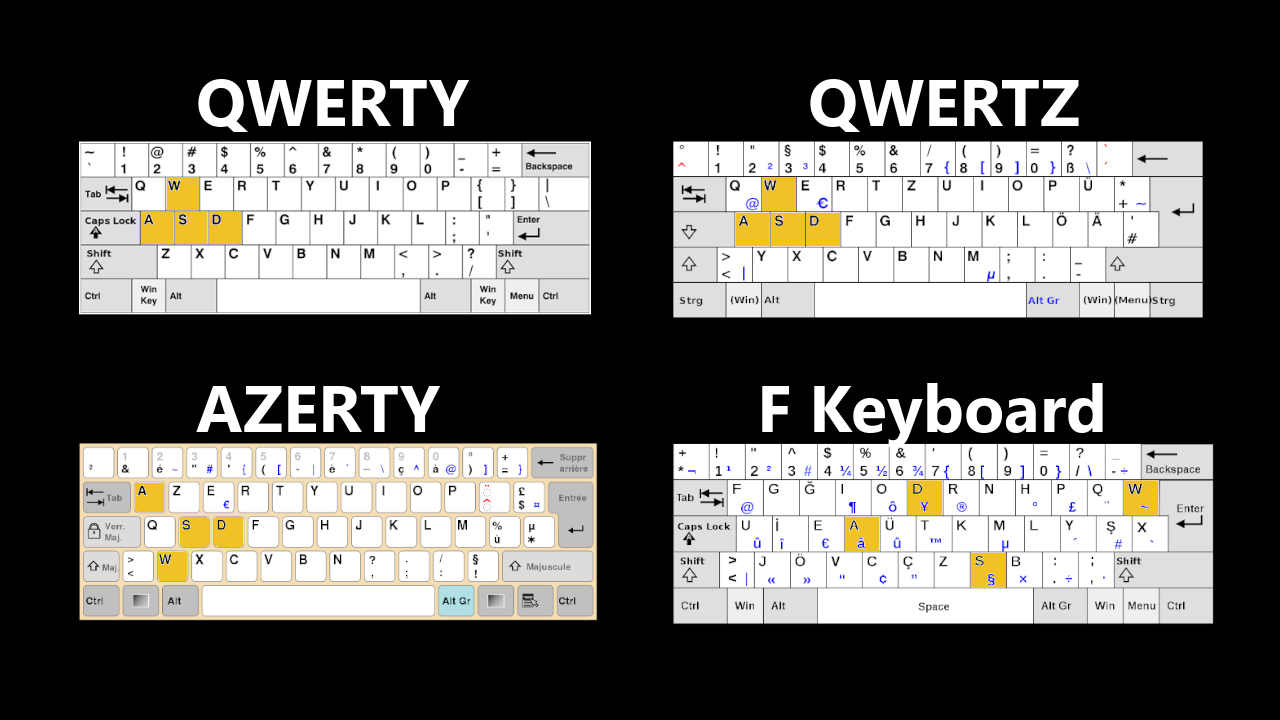 QWERTY
~ ! @ # $ % ^ & * ( ) _ +
` 1 2 3 4 5 6 7 8 9 0 - = Backspace
Tab Q W E R T Y U I O P { } |
[ ] \
Caps Lock A S D F G H J K L : " Enter
; '
Shift Z X C V B N M < > ? Shift
, . /
Ctrl Win Key Alt Alt Win Key Menu Ctrl
QWERTZ
° ! " § $ % & / ( ) = ? `
^ 1 2 ² 3 ³ 4 5 6 7 { 8 [ 9 ] 0 } ß \ ´
Q W E R T Z U I O P Ü *
@ € + ~
A S D F G H J K L Ö Ä '
#
> Y X C V B N M ; : _
< | µ , . -
Strg (Win) Alt Alt Gr (Win) (Menu) Strg
AZERTY
1 2 3 4 5 6 7 8 9 0 ° + Suppr
² & é ~ " # ' { ( [ - | è ` _ \ ç ^ à @ ) ] = } arrière
Tab A Z E R T Y U I O P ¨ £ Entrée
€ ^ $ ¤
Verr. Maj. Q S D F G H J K L M % µ
ù *
Maj. > W X C V B N ? . / § Majuscule
< , ; : !
Ctrl Alt Alt Gr Ctrl
F Keyboard
+ ! " ^ $ % & ' ( ) = ? _
* ¬ 1 ¹ 2 ² 3 # 4 ¼ 5 ½ 6 ¾ 7 { 8 [ 9 ] 0 } / \ - ÷ Backspace
Tab F G Ğ I O D R N H P Q W Enter
@ ¶ ô ¥ ® ° £ ¨ ~
Caps Lock U İ E A Ü T K M L Y Ş X
û î € â û ™ µ ´ # `
Shift > J Ö V C Ç Z S B : ; Shift
< | « » “ ¢ § × . ÷ , ·
Ctrl Win Alt Space Alt Gr Win Menu Ctrl